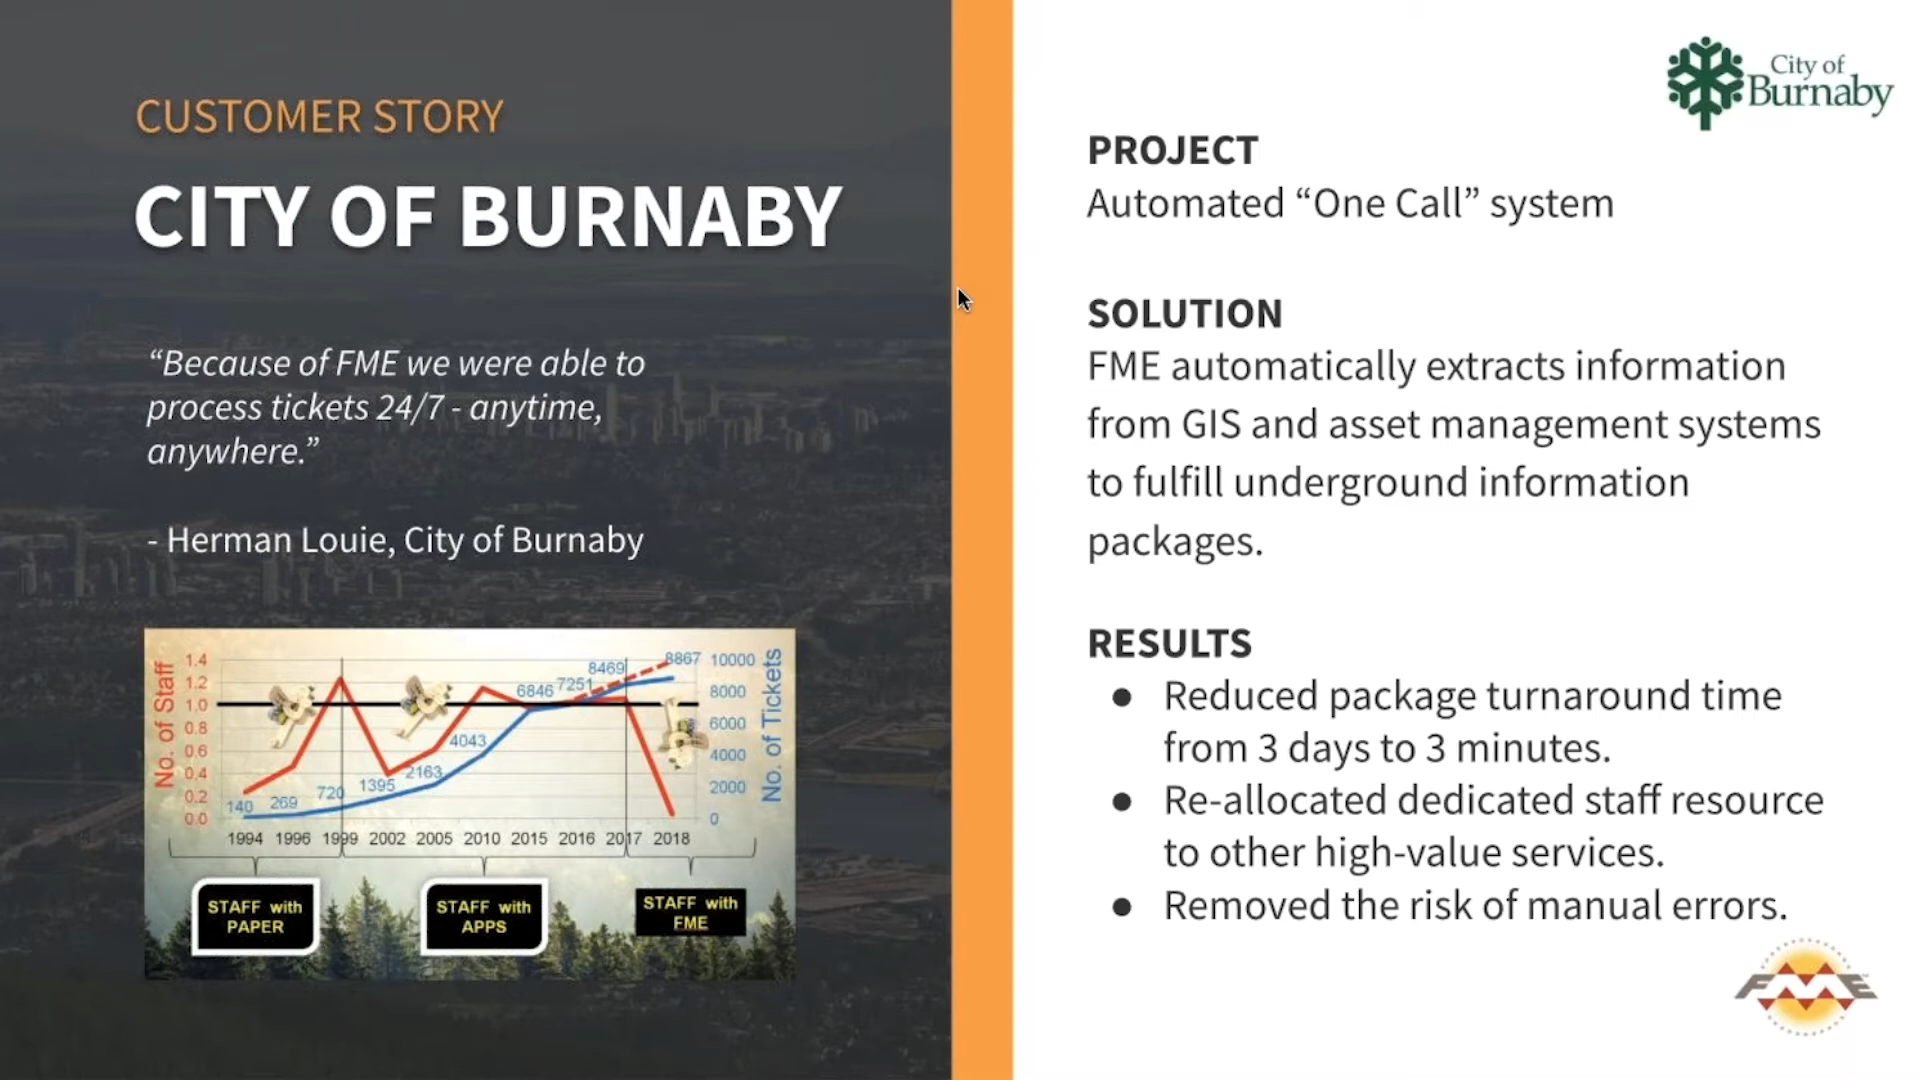 CUSTOMER STORY
CITY OF BURNABY
“Because of FME we were able to
process tickets 24/7 - anytime,
anywhere.”
- Herman Louie, City of Burnaby
No. of Staff
1.4
1.2
1.0
0.8
0.6
0.4
0.2
0.0
140
269
720
1395
2163
4043
6846
7251
8469
8867
10000
8000
6000
4000
2000
0
No. of Tickets
1994 1996 1999 2002 2005 2010 2015 2016 2017 2018
STAFF with
PAPER
STAFF with
APPS
STAFF with
FME
City of
Burnaby
PROJECT
Automated “One Call” system
SOLUTION
FME automatically extracts information
from GIS and asset management systems
to fulfill underground information
packages.
RESULTS
● Reduced package turnaround time
from 3 days to 3 minutes.
● Re-allocated dedicated staff resource
to other high-value services.
● Removed the risk of manual errors.
FME